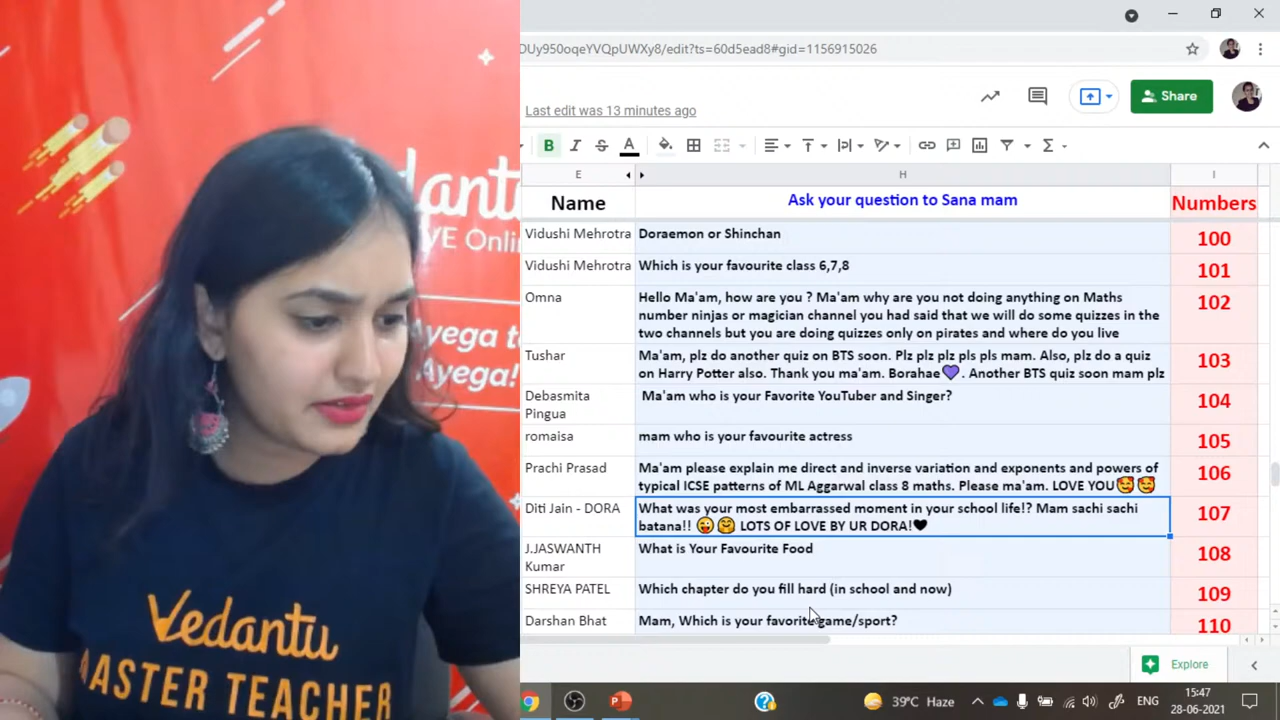 DUy950oqeYVQpUWXy8/edit?ts=60d5ead8#gid=1156915026
Last edit was 13 minutes ago
Share
B I S A
E H I
Name Ask your question to Sana mam Numbers
Vidushi Mehrotra Doraemon or Shinchan 100
Vidushi Mehrotra Which is your favourite class 6,7,8 101
Omna Hello Ma'am, how are you ? Ma'am why are you not doing anything on Maths 102
number ninjas or magician channel you had said that we will do some quizzes in the
two channels but you are doing quizzes only on pirates and where do you live
Tushar Ma'am, plz do another quiz on BTS soon. Plz plz plz pls pls mam. Also, plz do a quiz 103
on Harry Potter also. Thank you ma'am. Borahae💜. Another BTS quiz soon mam plz
Debasmita Ma'am who is your Favorite YouTuber and Singer? 104
Pingua
romaisa mam who is your favourite actress 105
Prachi Prasad Ma'am please explain me direct and inverse variation and exponents and powers of 106
typical ICSE patterns of ML Aggarwal class 8 maths. Please ma'am. LOVE YOU🥰🥰
Diti Jain - DORA What was your most embarrassed moment in your school life!? Mam sachi sachi 107
batana!! 😜🤗 LOTS OF LOVE BY UR DORA!🖤
J.JASWANTH What is Your Favourite Food 108
Kumar
SHREYA PATEL Which chapter do you fill hard (in school and now) 109
Darshan Bhat Mam, Which is your favorite game/sport? 110
Explore
39°C Haze ENG 15:47
28-06-2021
Ayega!
Vedantu
MASTER TEACHER